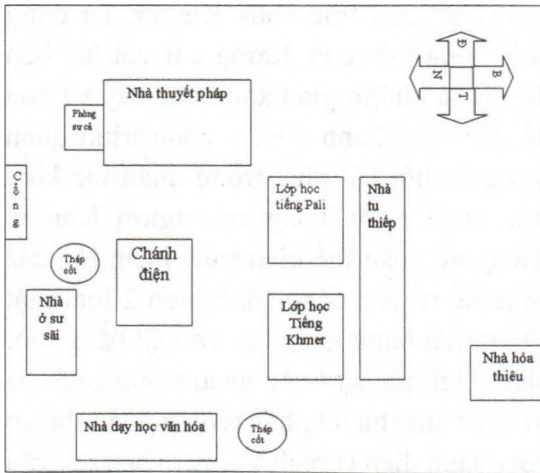 Nhà thuyết pháp
Phòng
sư cả
Đ
N
B
T
Cổng
Lớp học
tiếng Pali
Nhà
tu
thiếp
Tháp
cốt
Chánh
điện
Nhà
ở sư
sãi
Lớp học
Tiếng
Khmer
Nhà hỏa
thiêu
Nhà dạy học văn hóa
Tháp
cốt